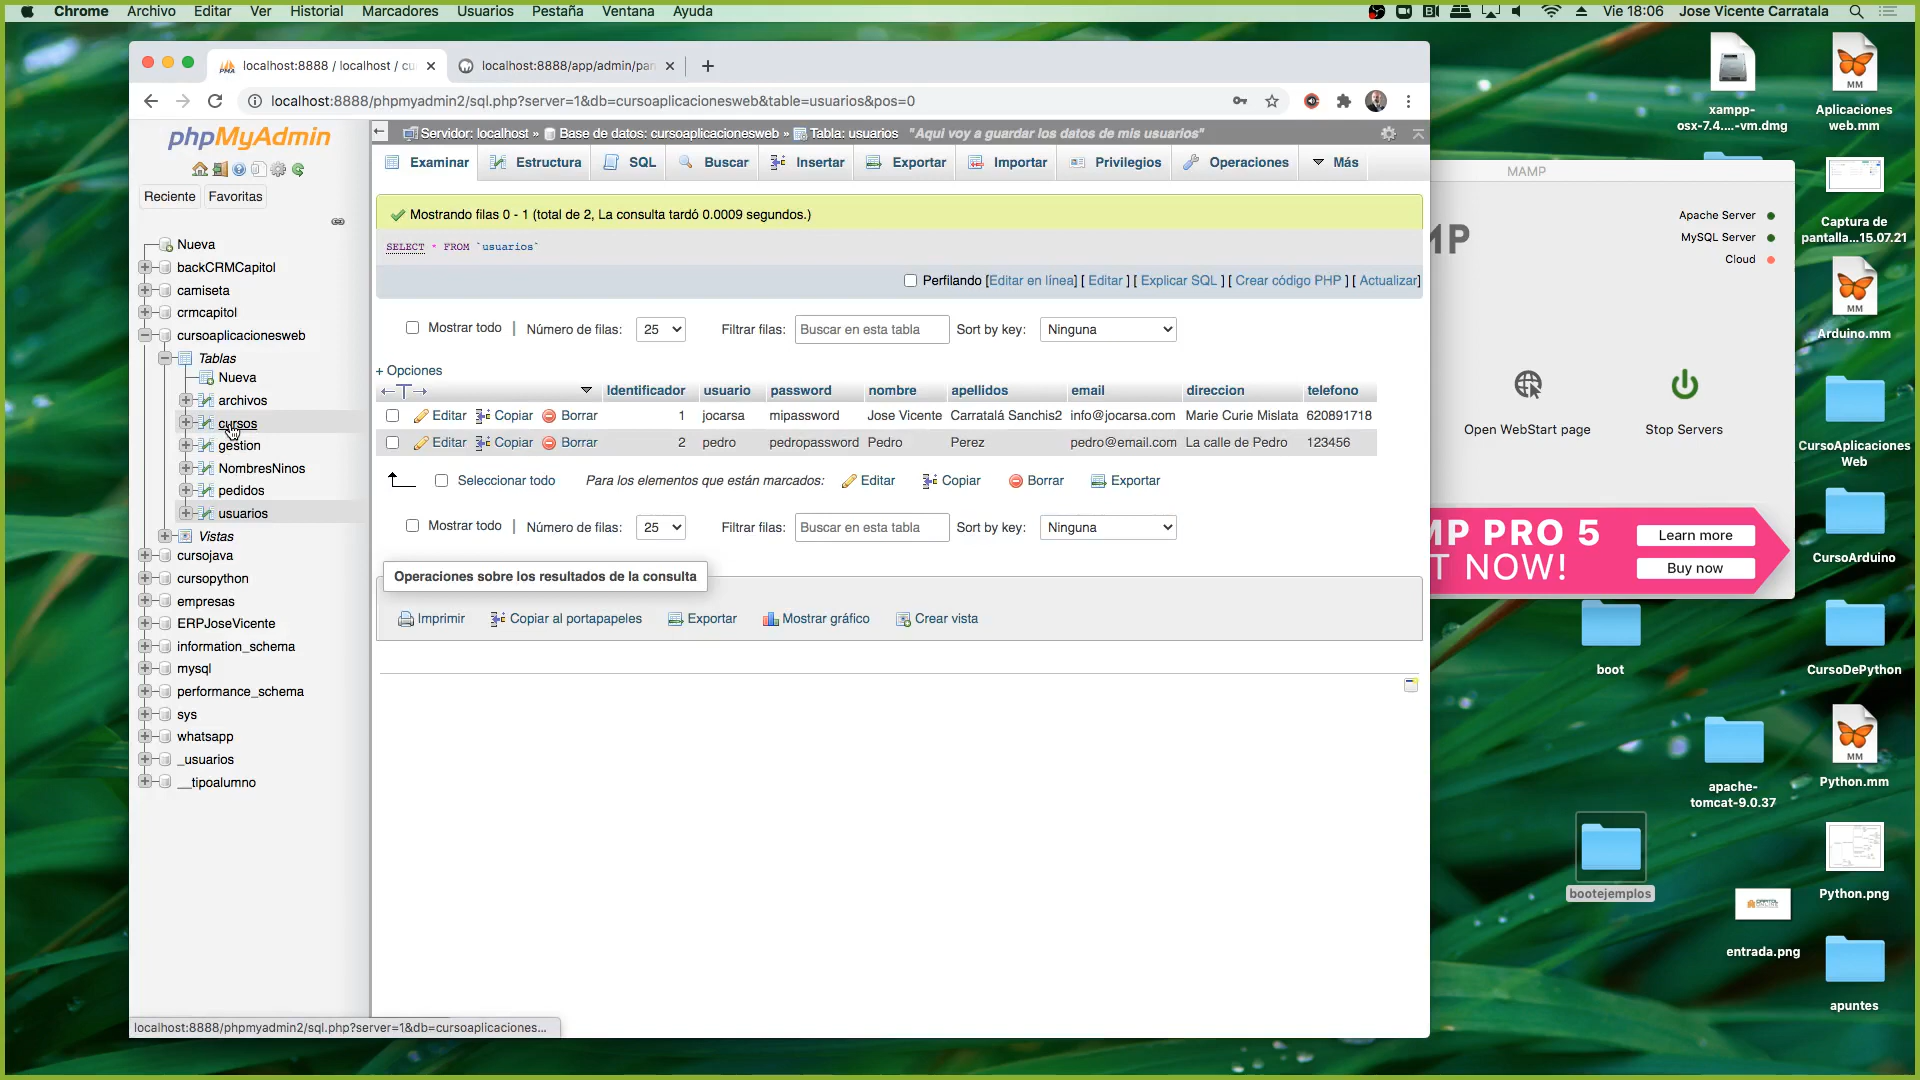 Chrome Archivo Editar Ver Historial Marcadores Usuarios Pestaña Ventana Ayuda
Vie 18:06 Jose Vicente Carratala
localhost:8888 / localhost / cu
localhost:8888/app/admin/pan
localhost:8888/phpmyadmin2/sql.php?server=1&db=cursoaplicacionesweb&table=usuarios&pos=0
phpMyAdmin
Reciente Favoritas
Nueva
backCRMCapitol
camiseta
crmcapitol
cursoaplicacionesweb
Tablas
Nueva
archivos
cursos
gestion
NombresNinos
pedidos
usuarios
Vistas
cursojava
cursopython
empresas
ERPJoseVicente
information_schema
mysql
performance_schema
sys
whatsapp
_usuarios
__tipoalumno
Servidor: localhost » Base de datos: cursoaplicacionesweb » Tabla: usuarios "Aqui voy a guardar los datos de mis usuarios"
Examinar Estructura SQL Buscar Insertar Exportar Importar Privilegios Operaciones Más
Mostrando filas 0 - 1 (total de 2, La consulta tardó 0.0009 segundos.)
SELECT * FROM `usuarios`
Perfilando [Editar en línea] [ Editar ] [ Explicar SQL ] [ Crear código PHP ] [ Actualizar]
Mostrar todo | Número de filas: 25 Filtrar filas: Buscar en esta tabla Sort by key: Ninguna
+ Opciones
Identificador usuario password nombre apellidos email direccion telefono
Editar Copiar Borrar 1 jocarsa mipassword Jose Vicente Carratalá Sanchis2 info@jocarsa.com Marie Curie Mislata 620891718
Editar Copiar Borrar 2 pedro pedropassword Pedro Perez pedro@email.com La calle de Pedro 123456
Seleccionar todo Para los elementos que están marcados: Editar Copiar Borrar Exportar
Mostrar todo | Número de filas: 25 Filtrar filas: Buscar en esta tabla Sort by key: Ninguna
Operaciones sobre los resultados de la consulta
Imprimir Copiar al portapapeles Exportar Mostrar gráfico Crear vista
localhost:8888/phpmyadmin2/sql.php?server=1&db=cursoaplicaciones...
MAMP
MP
Apache Server
MySQL Server
Cloud
Open WebStart page
Stop Servers
MP PRO 5
T NOW!
Learn more
Buy now
xampp-
osx-7.4....-vm.dmg
MM
Aplicaciones
web.mm
Captura de
pantalla...15.07.21
MM
Arduino.mm
CursoAplicaciones
Web
CursoArduino
boot
CursoDePython
apache-
tomcat-9.0.37
MM
Python.mm
bootejemplos
Python.png
entrada.png
apuntes